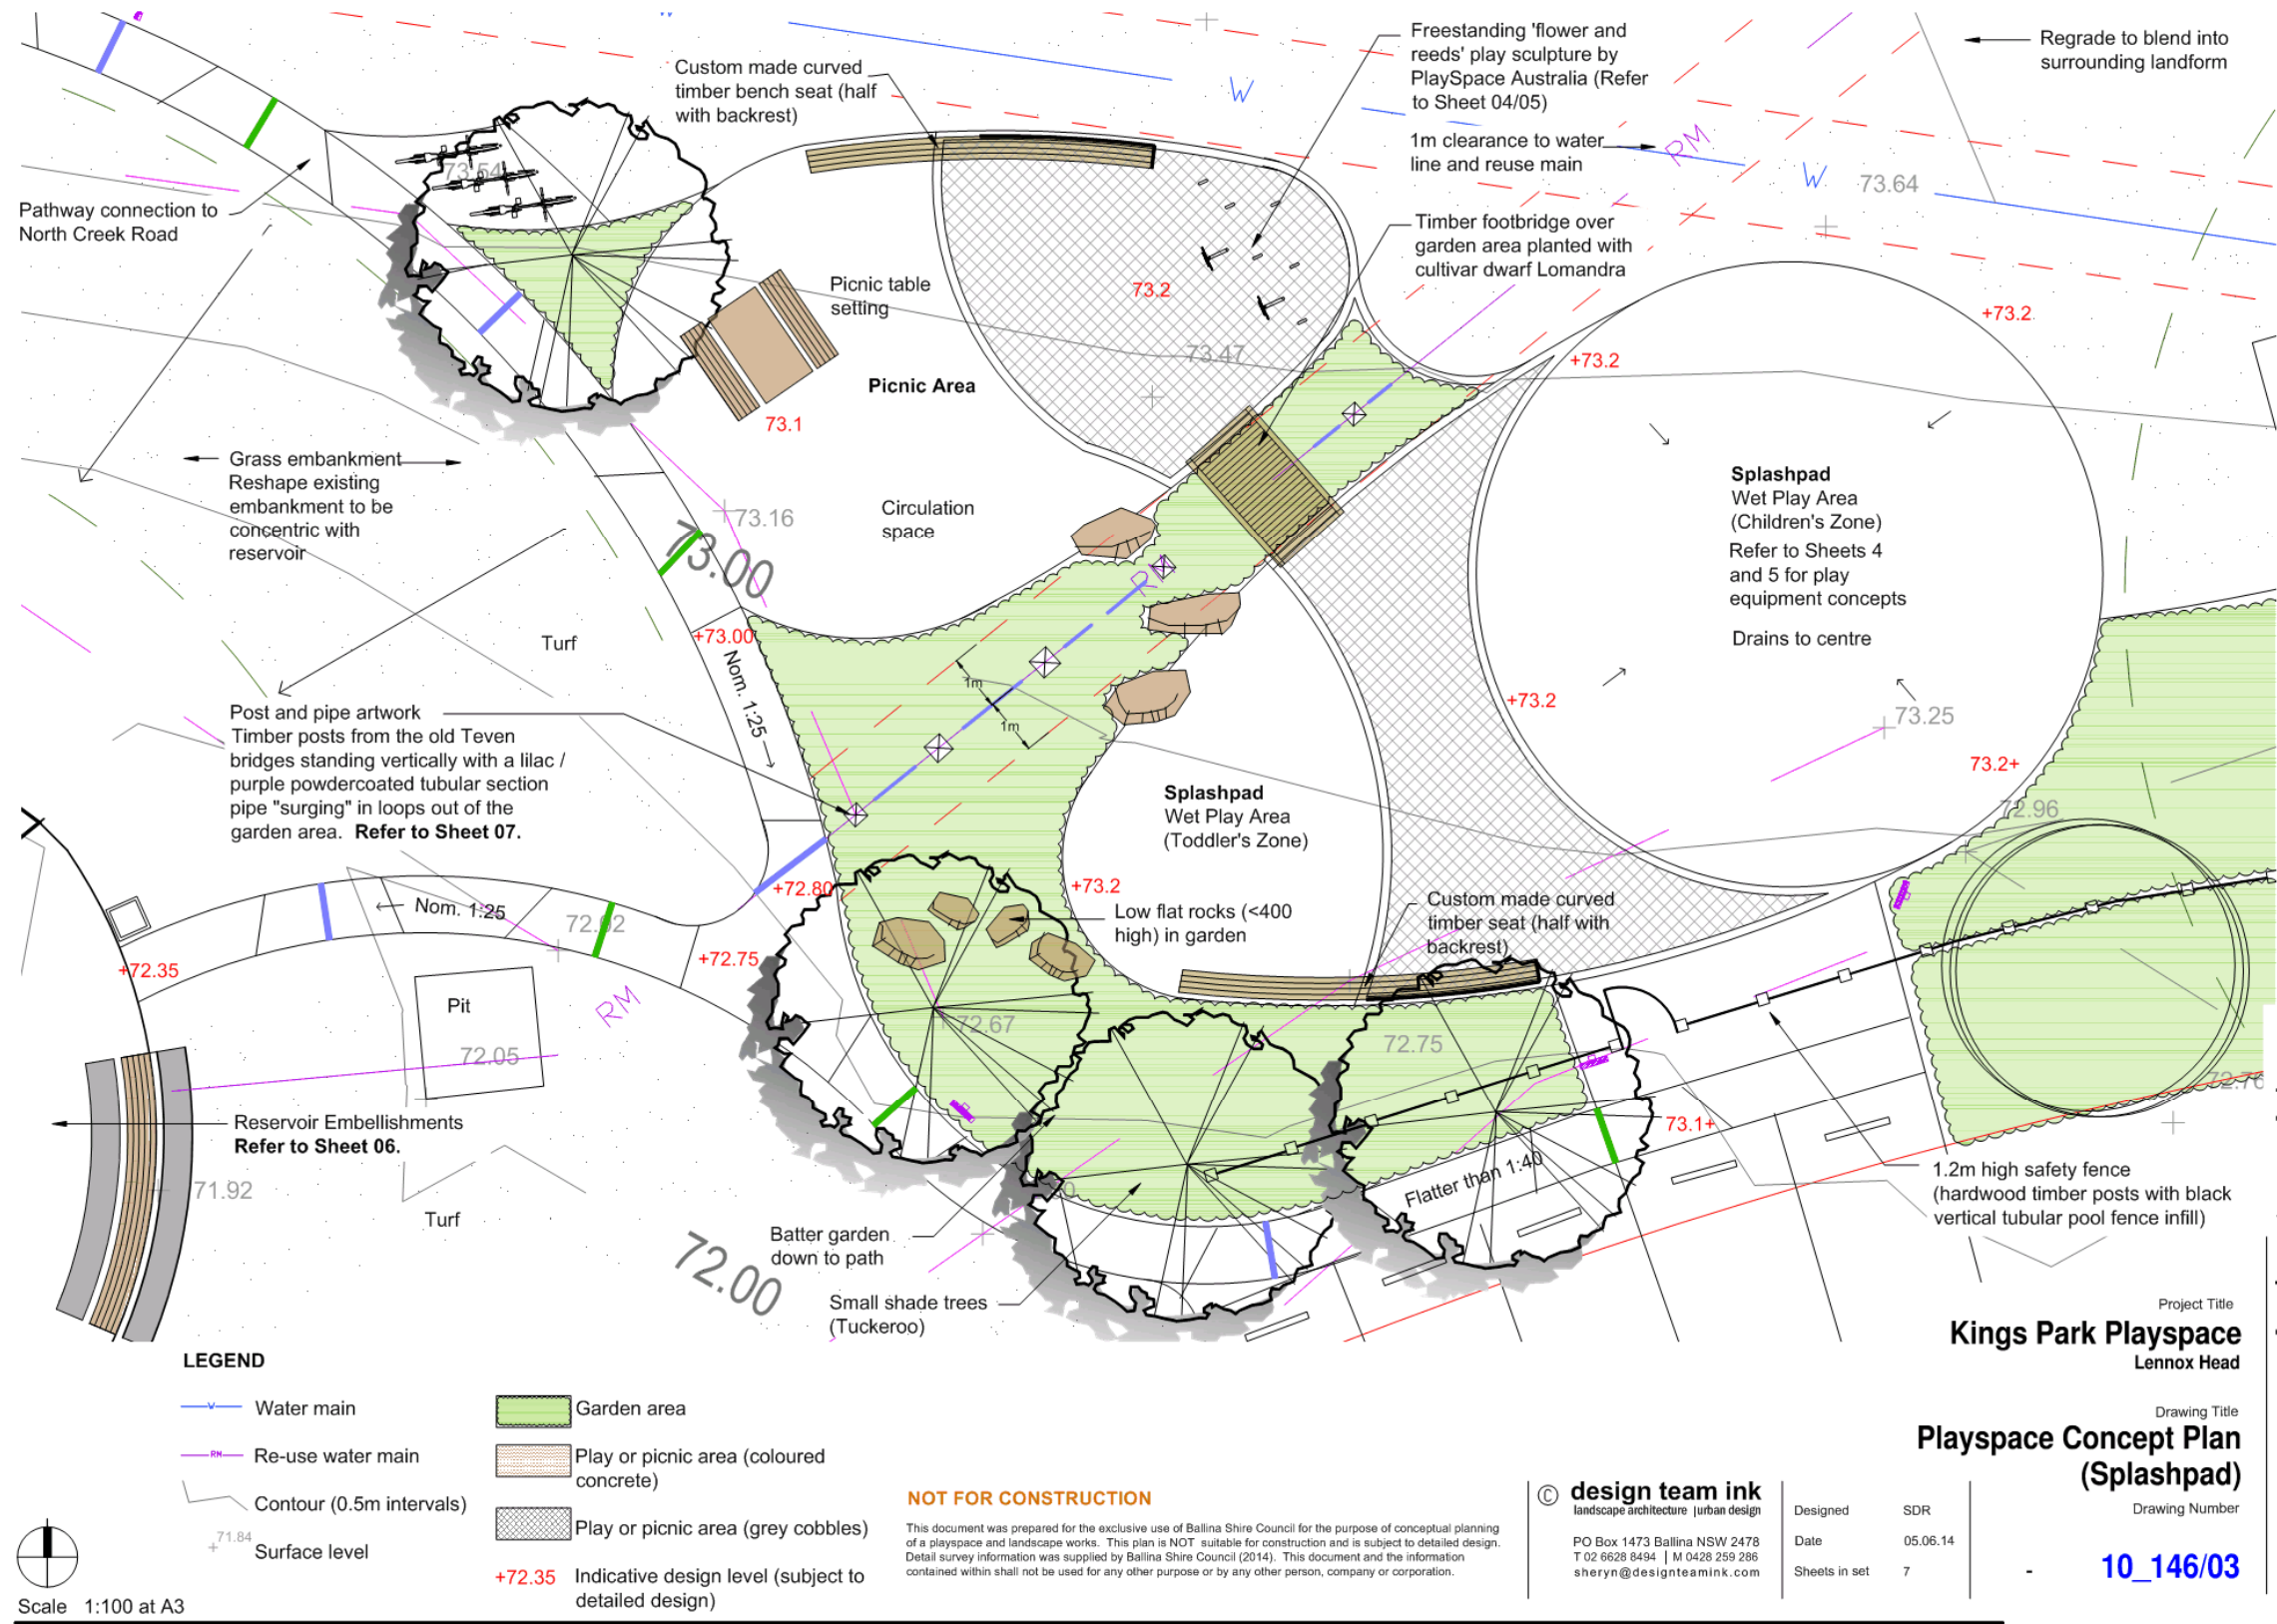 Custom made curved
timber bench seat (half
with backrest)
Freestanding 'flower and
reeds' play sculpture by
PlaySpace Australia (Refer
to Sheet 04/05)
Regrade to blend into
surrounding landform
W
1m clearance to water
line and reuse main
RM
W
73.64
73.54
Pathway connection to
North Creek Road
Timber footbridge over
garden area planted with
cultivar dwarf Lomandra
Picnic table
setting
73.2
+73.2
73.47
+73.2
Picnic Area
73.1
Grass embankment
Reshape existing
embankment to be
concentric with
reservoir
Splashpad
Wet Play Area
(Children's Zone)
Refer to Sheets 4
and 5 for play
equipment concepts
Drains to centre
Circulation
space
73.16
73.00
RM
Turf
+73.00
Nom. 1:25
1m
1m
+73.2
73.25
Post and pipe artwork
Timber posts from the old Teven
bridges standing vertically with a lilac /
purple powdercoated tubular section
pipe "surging" in loops out of the
garden area. Refer to Sheet 07.
73.2+
72.96
Splashpad
Wet Play Area
(Toddler's Zone)
+72.80
+73.2
Nom. 1:25
72.92
Low flat rocks (<400
high) in garden
Custom made curved
timber seat (half with
backrest)
+72.35
+72.75
Pit
RM
72.67
72.75
72.05
72.76
Reservoir Embellishments
Refer to Sheet 06.
73.1+
Flatter than 1:40
1.2m high safety fence
(hardwood timber posts with black
vertical tubular pool fence infill)
71.92
Turf
72.00
Batter garden
down to path
Small shade trees
(Tuckeroo)
Project Title
Kings Park Playspace
Lennox Head
Drawing Title
Playspace Concept Plan
(Splashpad)
Drawing Number
10_146/03
LEGEND
W
Water main
RM
Re-use water main
Contour (0.5m intervals)
71.84
Surface level
Garden area
Play or picnic area (coloured
concrete)
Play or picnic area (grey cobbles)
+72.35 Indicative design level (subject to
detailed design)
Scale 1:100 at A3
NOT FOR CONSTRUCTION
This document was prepared for the exclusive use of Ballina Shire Council for the purpose of conceptual planning
of a playspace and landscape works. This plan is NOT suitable for construction and is subject to detailed design.
Detail survey information was supplied by Ballina Shire Council (2014). This document and the information
contained within shall not be used for any other purpose or by any other person, company or corporation.
© design team ink
landscape architecture | urban design
PO Box 1473 Ballina NSW 2478
T 02 6628 8494 | M 0428 259 286
sheryn@designteamink.com
Designed SDR
Date 05.06.14
Sheets in set 7
-